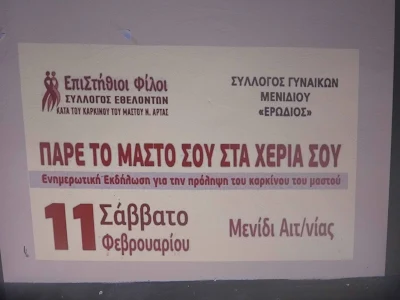 ΕπιΣτήθιοι Φίλοι
ΣΥΛΛΟΓΟΣ ΕΘΕΛΟΝΤΩΝ
ΚΑΤΑ ΤΟΥ ΚΑΡΚΙΝΟΥ ΤΟΥ ΜΑΣΤΟΥ Ν. ΑΡΤΑΣ
ΣΥΛΛΟΓΟΣ ΓΥΝΑΙΚΩΝ
ΜΕΝΙΔΙΟΥ
«ΕΡΩΔΙΟΣ»
ΠΑΡΕ ΤΟ ΜΑΣΤΟ ΣΟΥ ΣΤΑ ΧΕΡΙΑ ΣΟΥ
Ενημερωτική Εκδήλωση για την πρόληψη του καρκίνου του μαστού
11 Σάββατο
Φεβρουαρίου
Μενίδι Αιτ/νίας